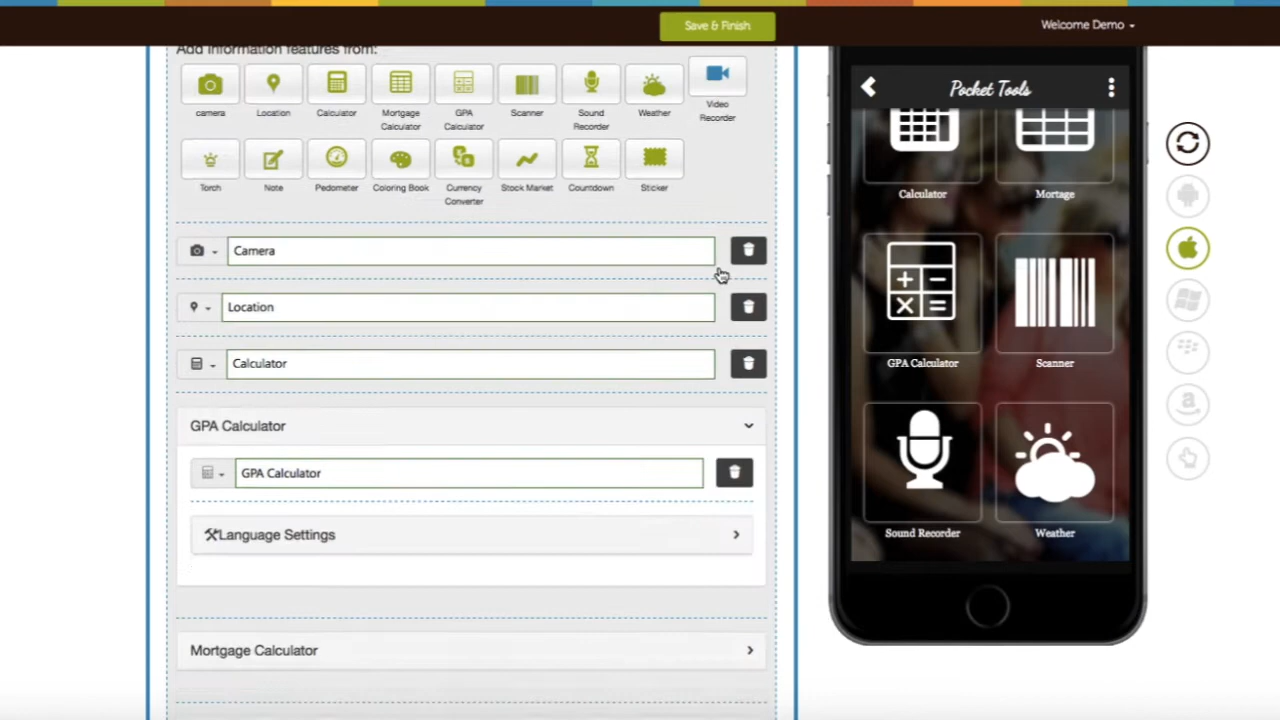 Save & Finish
Welcome Demo
Add Information features from:
camera
Location
Calculator
Mortgage
Calculator
GPA
Calculator
Scanner
Sound
Recorder
Weather
Video
Recorder
Torch
Note
Pedometer
Coloring Book
Currency
Converter
Stock Market
Countdown
Sticker
Camera
Location
Calculator
GPA Calculator
GPA Calculator
Language Settings
Mortgage Calculator
Pocket Tools
Calculator
Mortage
GPA Calculator
Scanner
Sound Recorder
Weather